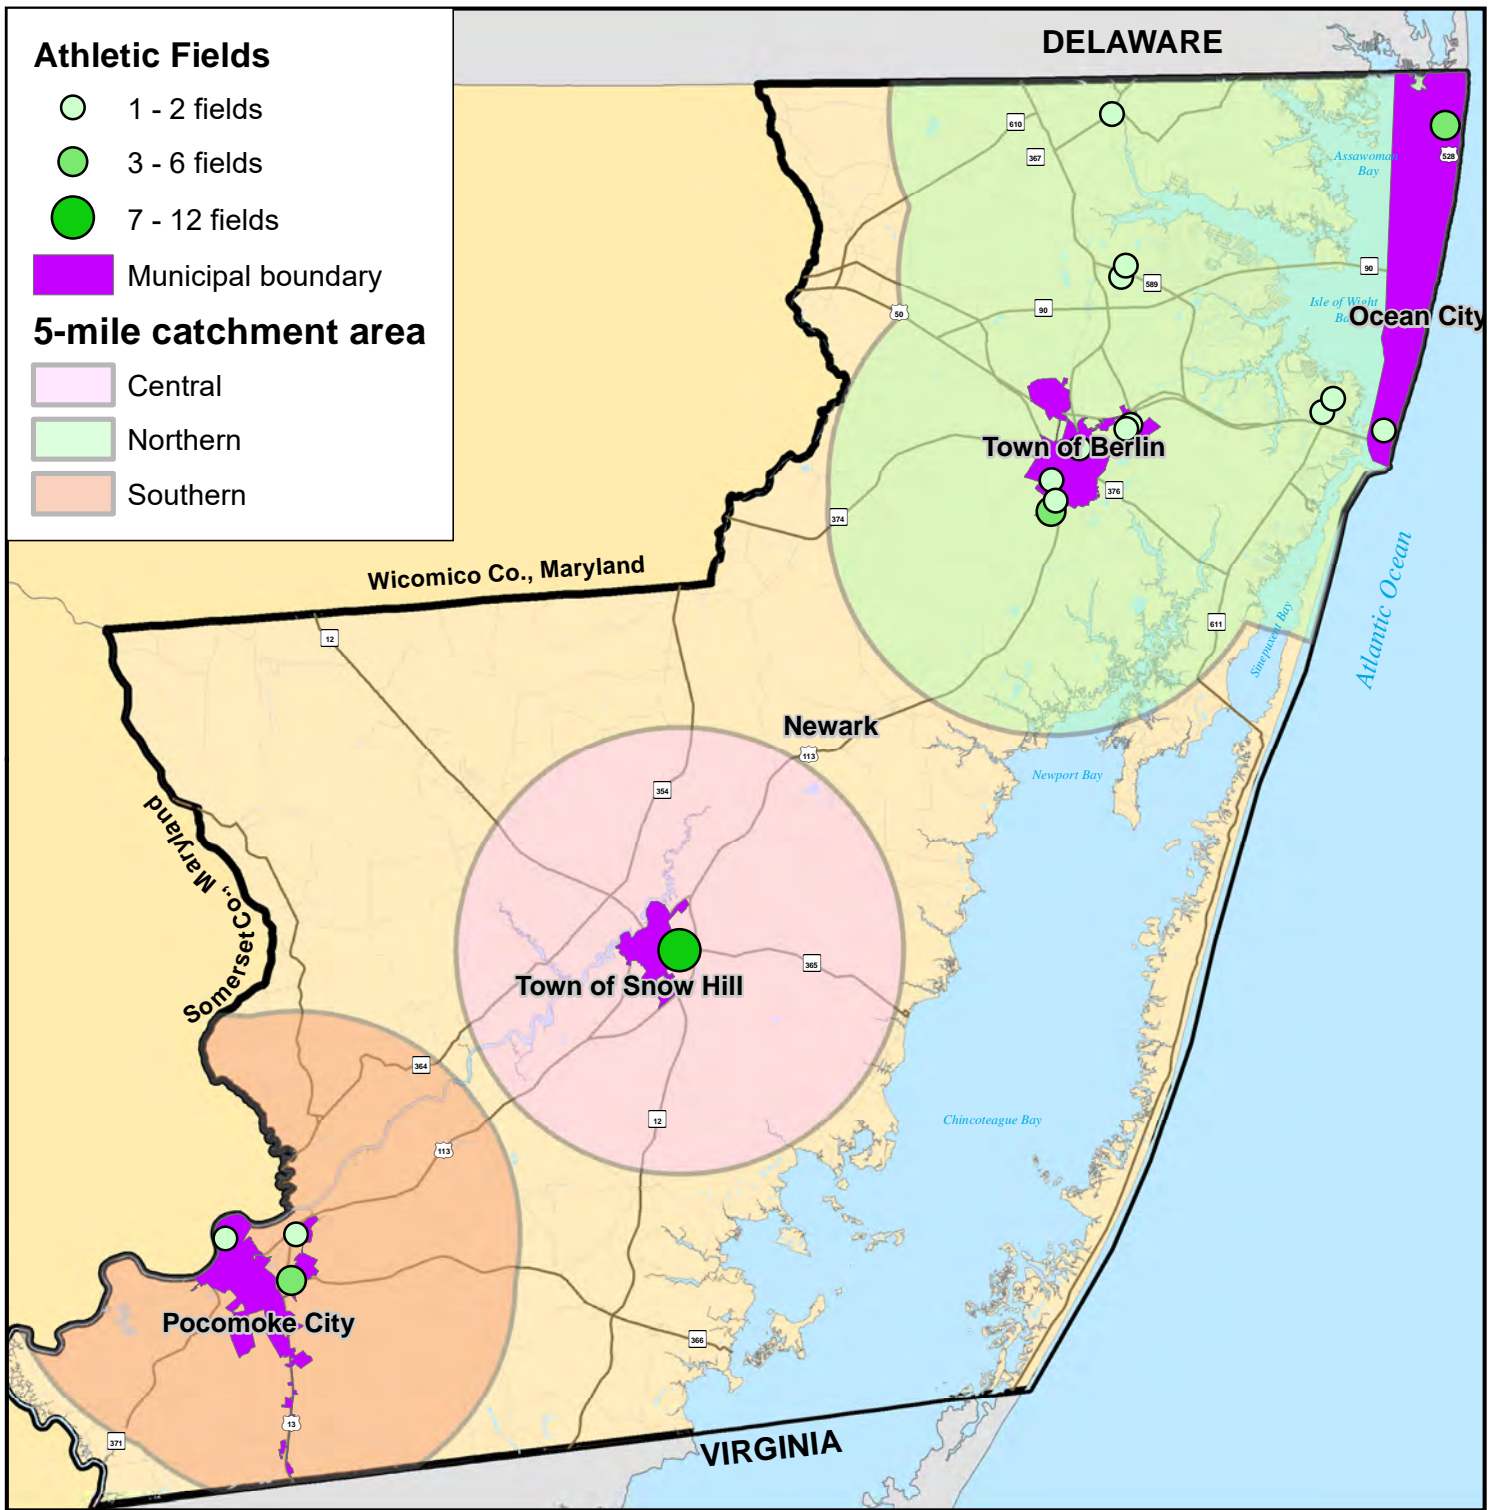 Athletic Fields
1 - 2 fields
3 - 6 fields
7 - 12 fields
Municipal boundary
5-mile catchment area
Central
Northern
Southern
DELAWARE
610
367
528
Assawoman
Bay
589
90
90
50
Isle of Wight
Ocean City
Town of Berlin
376
374
Wicomico Co., Maryland
12
611
Sinepuxent Bay
Atlantic Ocean
Newark
113
Newport Bay
354
Somerset Co., Maryland
365
Town of Snow Hill
364
12
Chincoteague Bay
113
Pocomoke City
366
13
371
VIRGINIA